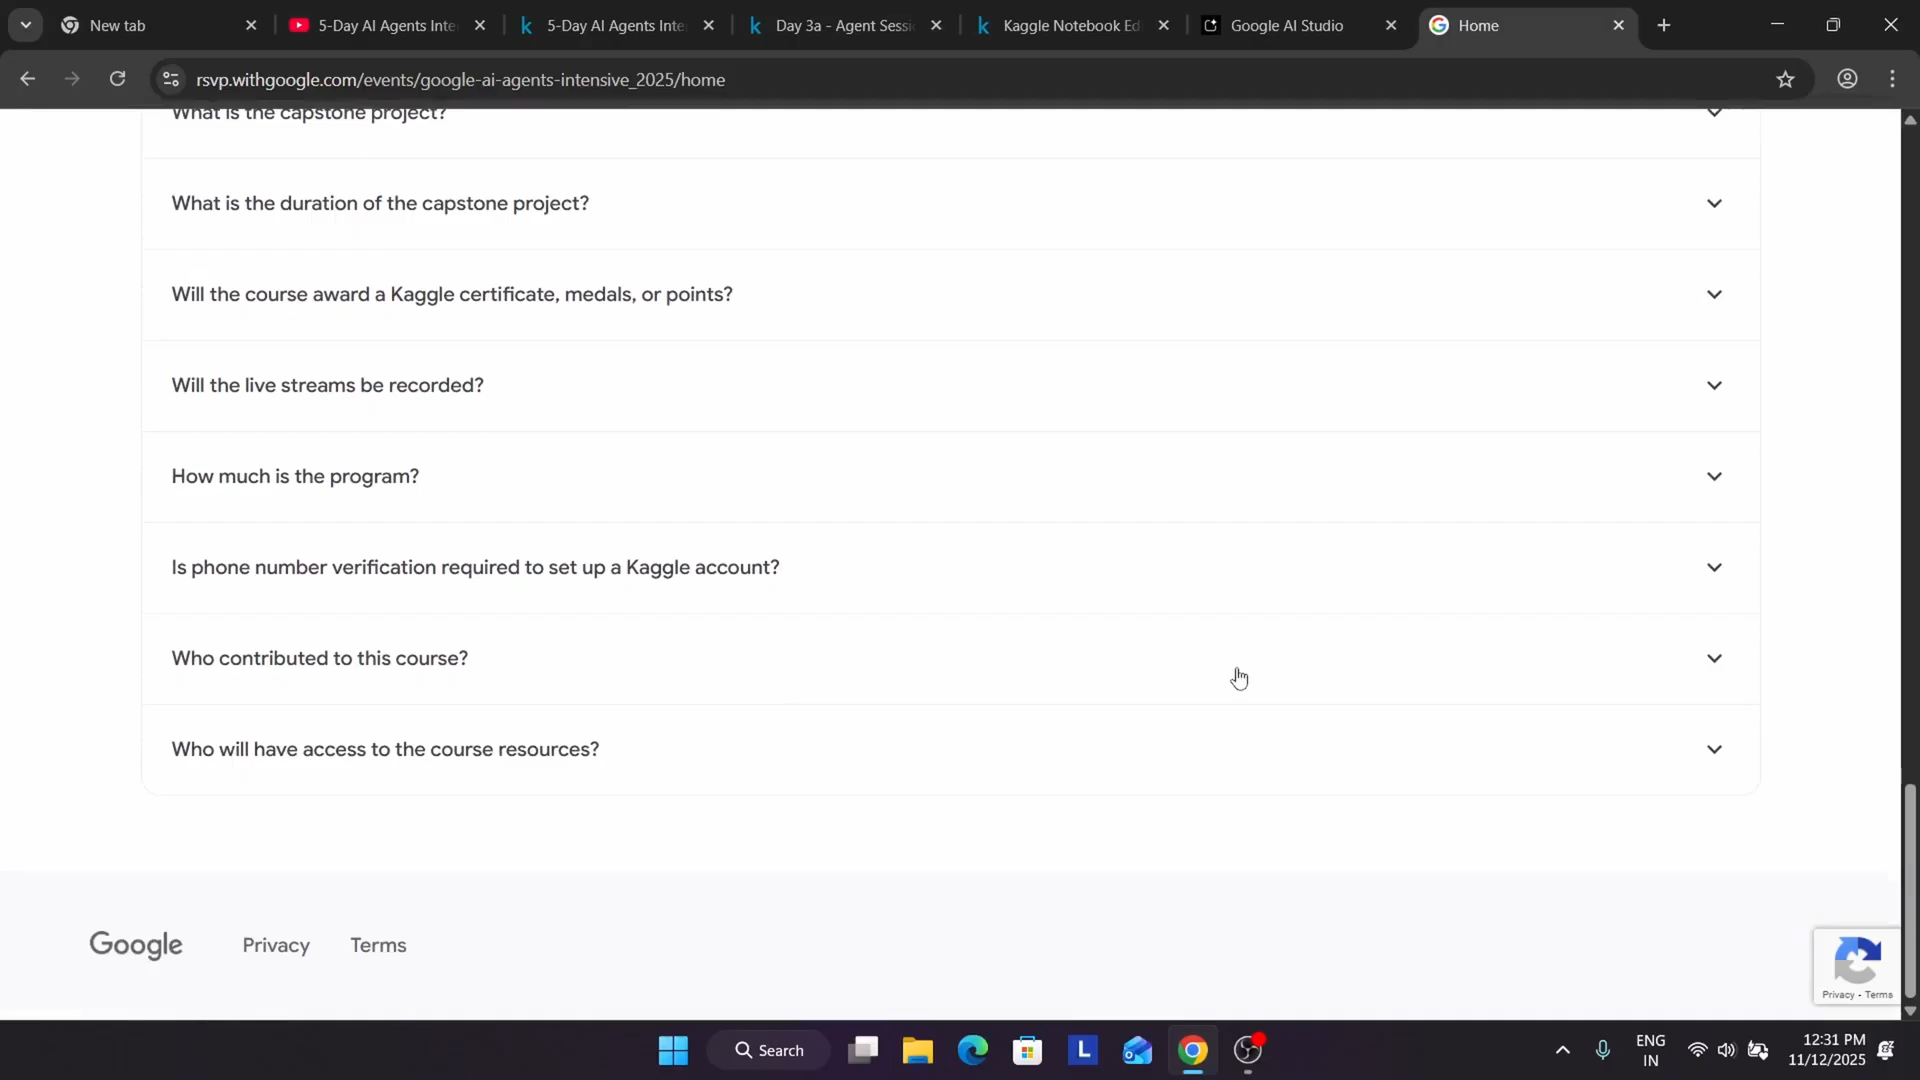 New tab
5-Day AI Agents Inte
5-Day AI Agents Inte
Day 3a - Agent Sessi
Kaggle Notebook Ed
Google AI Studio
Home
rsvp.withgoogle.com/events/google-ai-agents-intensive_2025/home
What is the capstone project?
What is the duration of the capstone project?
Will the course award a Kaggle certificate, medals, or points?
Will the live streams be recorded?
How much is the program?
Is phone number verification required to set up a Kaggle account?
Who contributed to this course?
Who will have access to the course resources?
Google
Privacy
Terms
Privacy - Terms
Search
L
ENG
IN
12:31 PM
11/12/2025